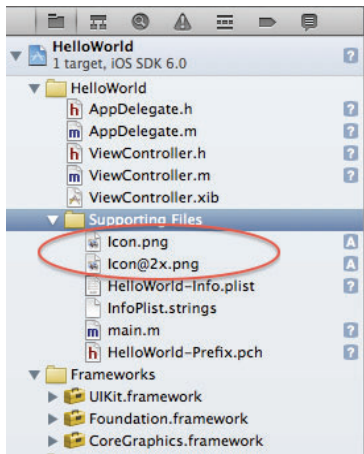 HelloWorld
1 target, iOS SDK 6.0
?
HelloWorld
h AppDelegate.h ?
m AppDelegate.m ?
h ViewController.h ?
m ViewController.m ?
ViewController.xib
Supporting Files
Icon.png A
Icon@2x.png A
HelloWorld-Info.plist ?
InfoPlist.strings
m main.m ?
h HelloWorld-Prefix.pch ?
Frameworks
UIKit.framework
Foundation.framework
CoreGraphics.framework